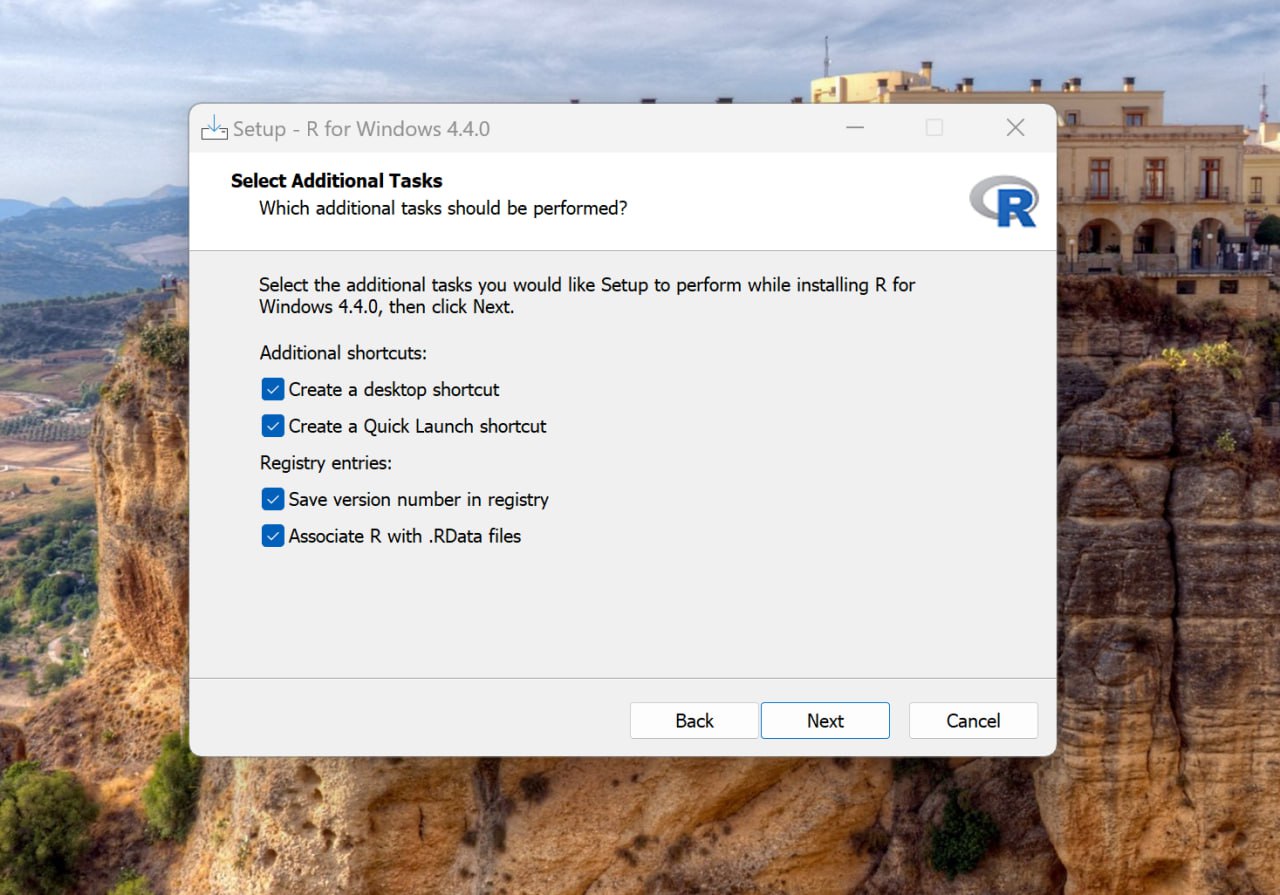 Setup - R for Windows 4.4.0
Select Additional Tasks
Which additional tasks should be performed?
R
Select the additional tasks you would like Setup to perform while installing R for
Windows 4.4.0, then click Next.
Additional shortcuts:
Create a desktop shortcut
Create a Quick Launch shortcut
Registry entries:
Save version number in registry
Associate R with .RData files
Back
Next
Cancel